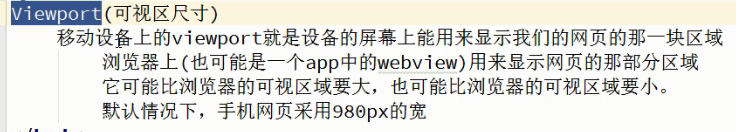 Viewport(可视区尺寸)
移动设备上的viewport就是设备的屏幕上能用来显示我们的网页的那一块区域
浏览器上(也可能是一个app中的webview)用来显示网页的那部分区域
它可能比浏览器的可视区域要大，也可能比浏览器的可视区域要小。
默认情况下，手机网页采用980px的宽